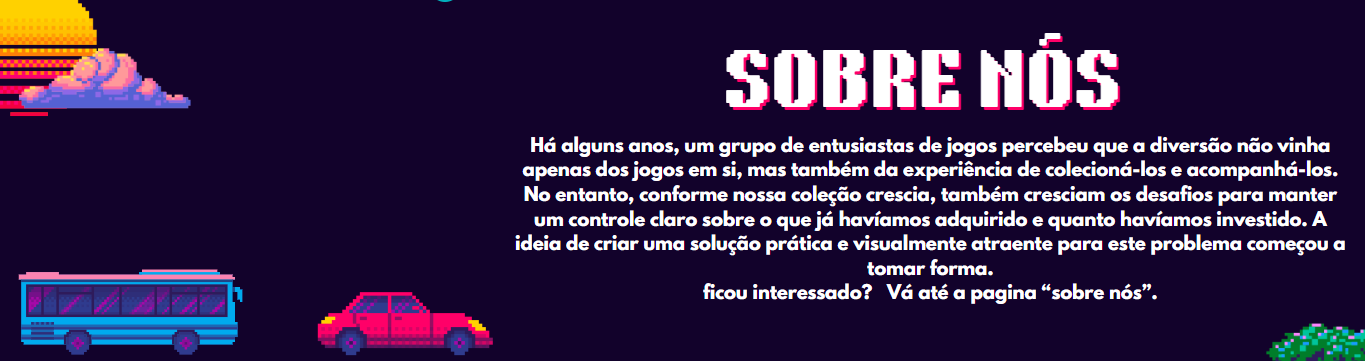 SOBRE NÓS
Há alguns anos, um grupo de entusiastas de jogos percebeu que a diversão não vinha
apenas dos jogos em si, mas também da experiência de colecioná-los e acompanhá-los.
No entanto, conforme nossa coleção crescia, também cresciam os desafios para manter
um controle claro sobre o que já havíamos adquirido e quanto havíamos investido. A
ideia de criar uma solução prática e visualmente atraente para este problema começou a
tomar forma.
ficou interessado? Vá até a pagina “sobre nós”.